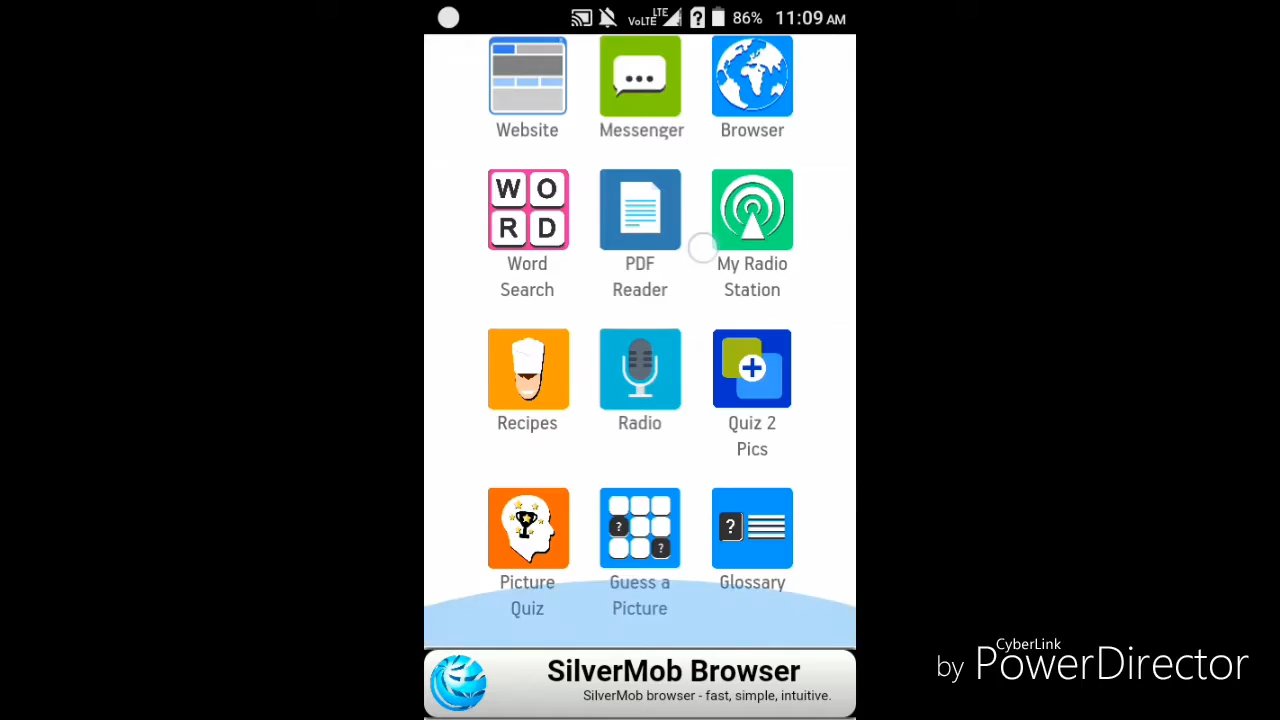 VoLTE LTE ? 86% 11:09 AM
Website Messenger Browser
W O
R D
Word
Search
PDF
Reader
My Radio
Station
Recipes
Radio
Quiz 2
Pics
? ?
?
Picture
Quiz
Guess a
Picture
Glossary
SilverMob Browser
SilverMob browser - fast, simple, intuitive.
CyberLink
by PowerDirector